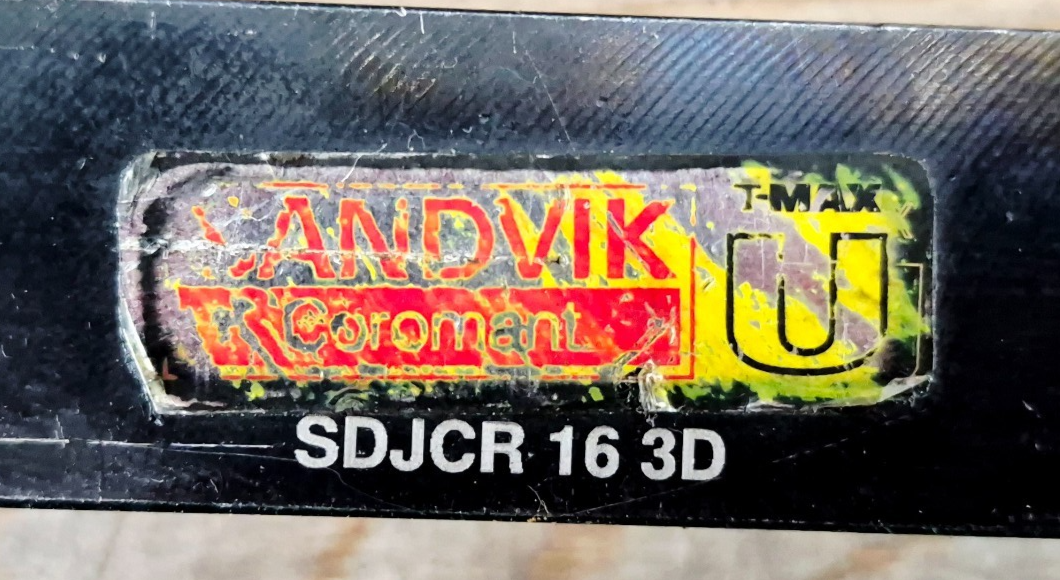 SANDVIK
Coromant
T-MAX
U
SDJCR 16 3D